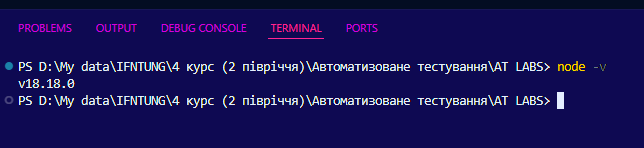 PROBLEMS OUTPUT DEBUG CONSOLE TERMINAL PORTS
PS D:\My data\IFNTUNG\4 курс (2 півріччя)\Автоматизоване тестування\AT LABS> node -v
v18.18.0
PS D:\My data\IFNTUNG\4 курс (2 півріччя)\Автоматизоване тестування\AT LABS>